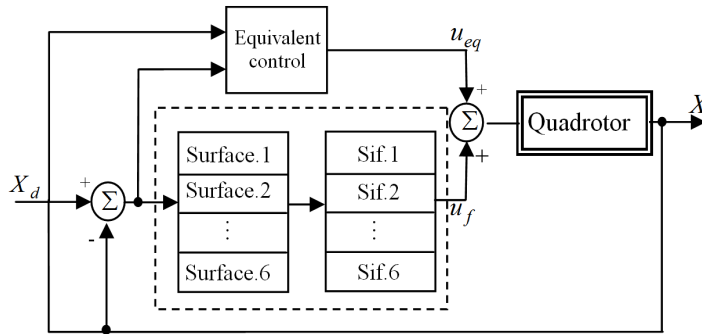 Equivalent
control
u_eq
+
Quadrotor
X
Σ
+
Surface.1
Surface.2
⋮
Surface.6
Sif.1
Sif.2
⋮
Sif.6
u_f
X_d
+
Σ
-